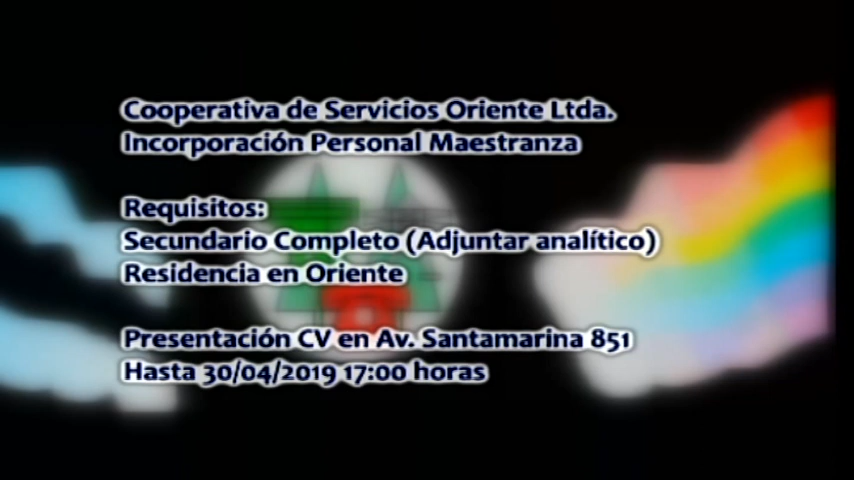 Cooperativa de Servicios Oriente Ltda.
Incorporación Personal Maestranza
Requisitos:
Secundario Completo (Adjuntar analítico)
Residencia en Oriente
Presentación CV en Av. Santamarina 851
Hasta 30/04/2019 17:00 horas